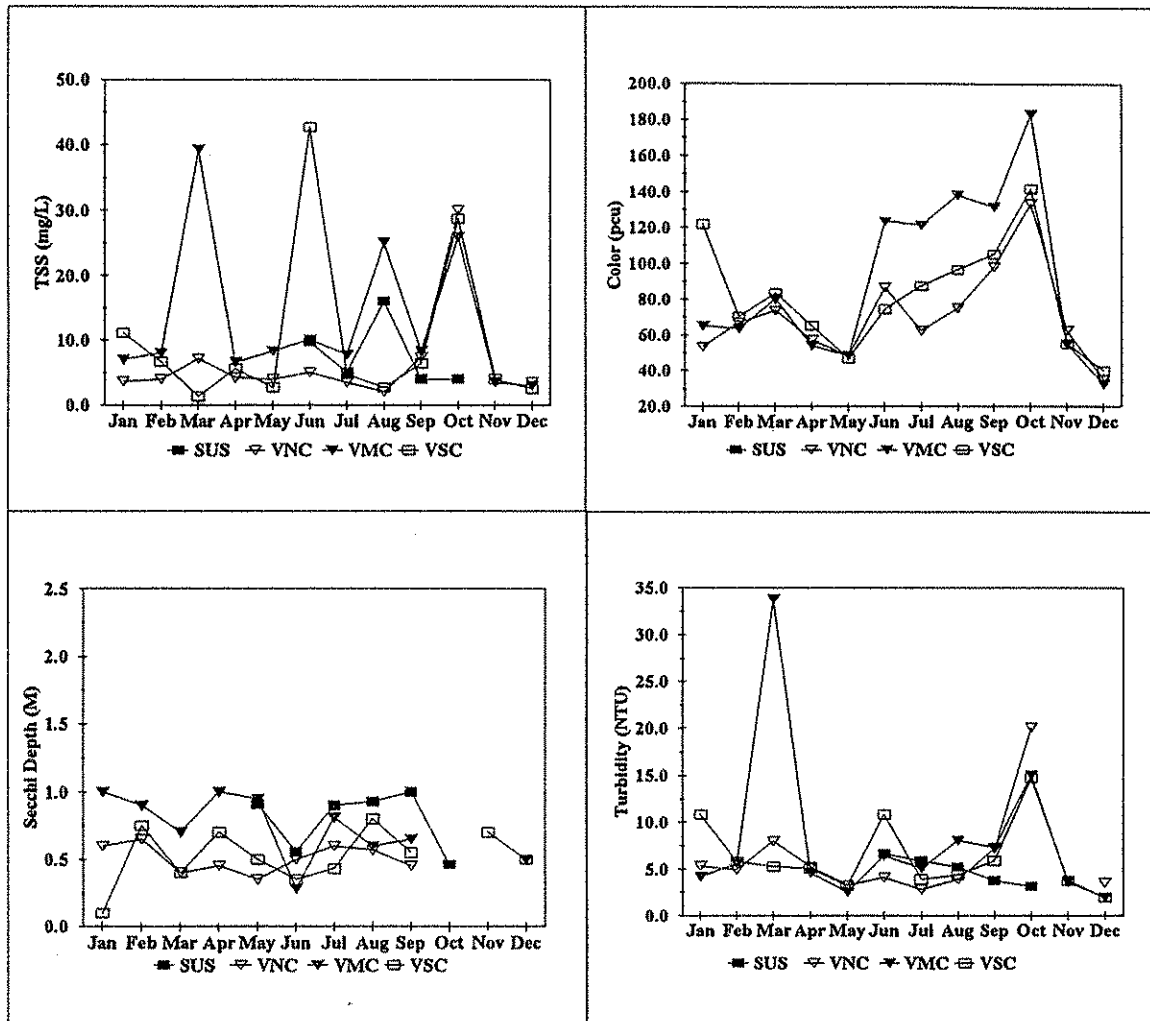 TSS (mg/L)
50.0
40.0
30.0
20.0
10.0
0.0
Jan Feb Mar Apr May Jun Jul Aug Sep Oct Nov Dec
SUS VNC VMC VSC
Color (pcu)
200.0
180.0
160.0
140.0
120.0
100.0
80.0
60.0
40.0
20.0
Jan Feb Mar Apr May Jun Jul Aug Sep Oct Nov Dec
SUS VNC VMC VSC
Secchi Depth (M)
2.5
2.0
1.5
1.0
0.5
0.0
Jan Feb Mar Apr May Jun Jul Aug Sep Oct Nov Dec
SUS VNC VMC VSC
Turbidity (NTU)
35.0
30.0
25.0
20.0
15.0
10.0
5.0
0.0
Jan Feb Mar Apr May Jun Jul Aug Sep Oct Nov Dec
SUS VNC VMC VSC